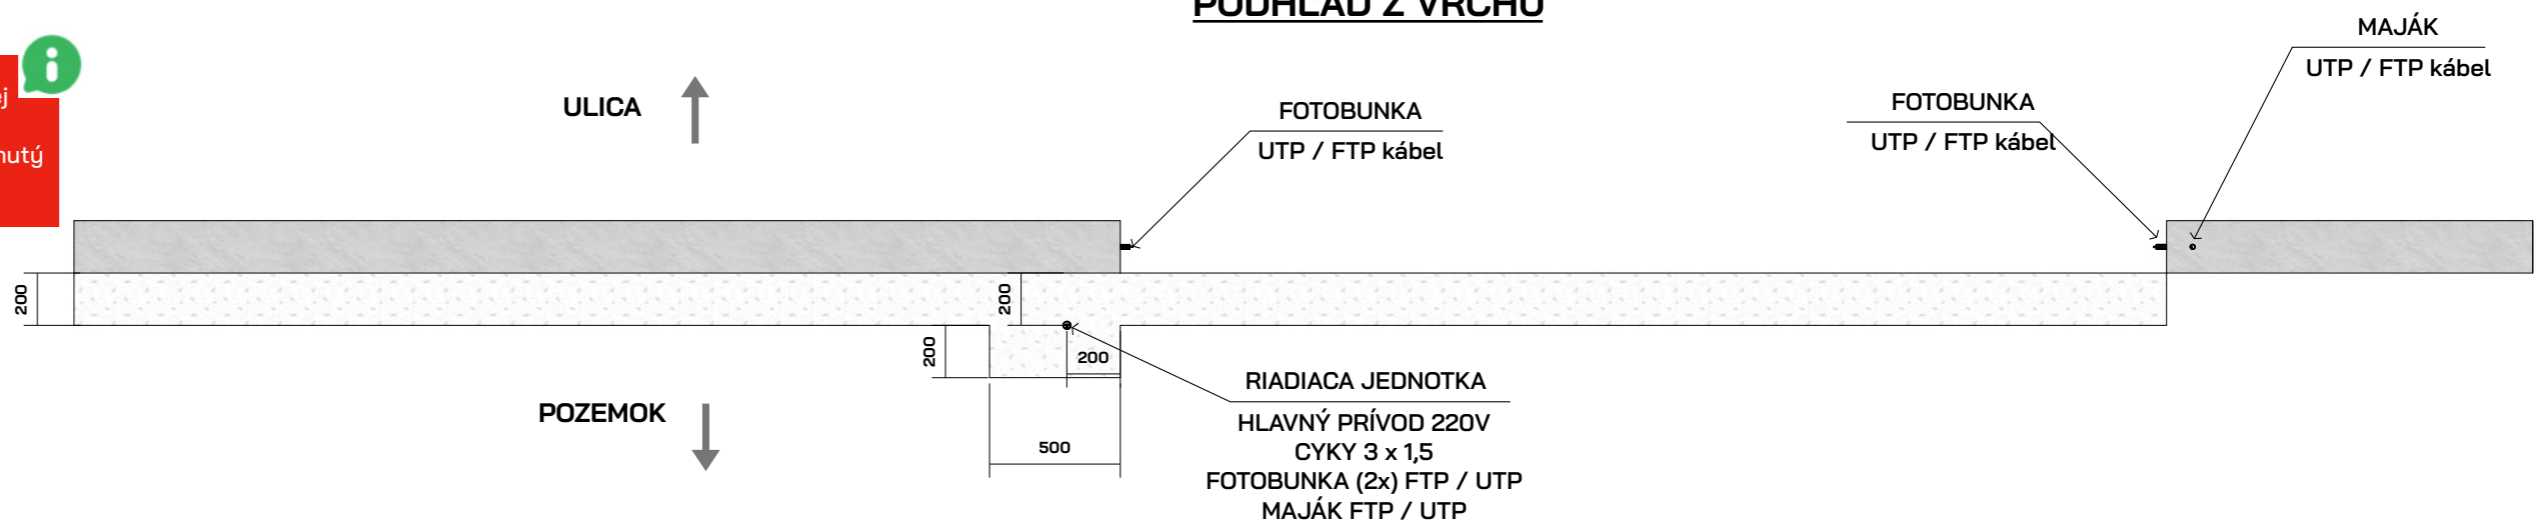 PODHĽAD Z VRCHU
MAJÁK
UTP / FTP kábel
FOTOBUNKA
UTP / FTP kábel
FOTOBUNKA
UTP / FTP kábel
ULICA
200
200
200
200
500
POZEMOK
RIADIACA JEDNOTKA
HLAVNÝ PRÍVOD 220V
CYKY 3 x 1,5
FOTOBUNKA (2x) FTP / UTP
MAJÁK FTP / UTP